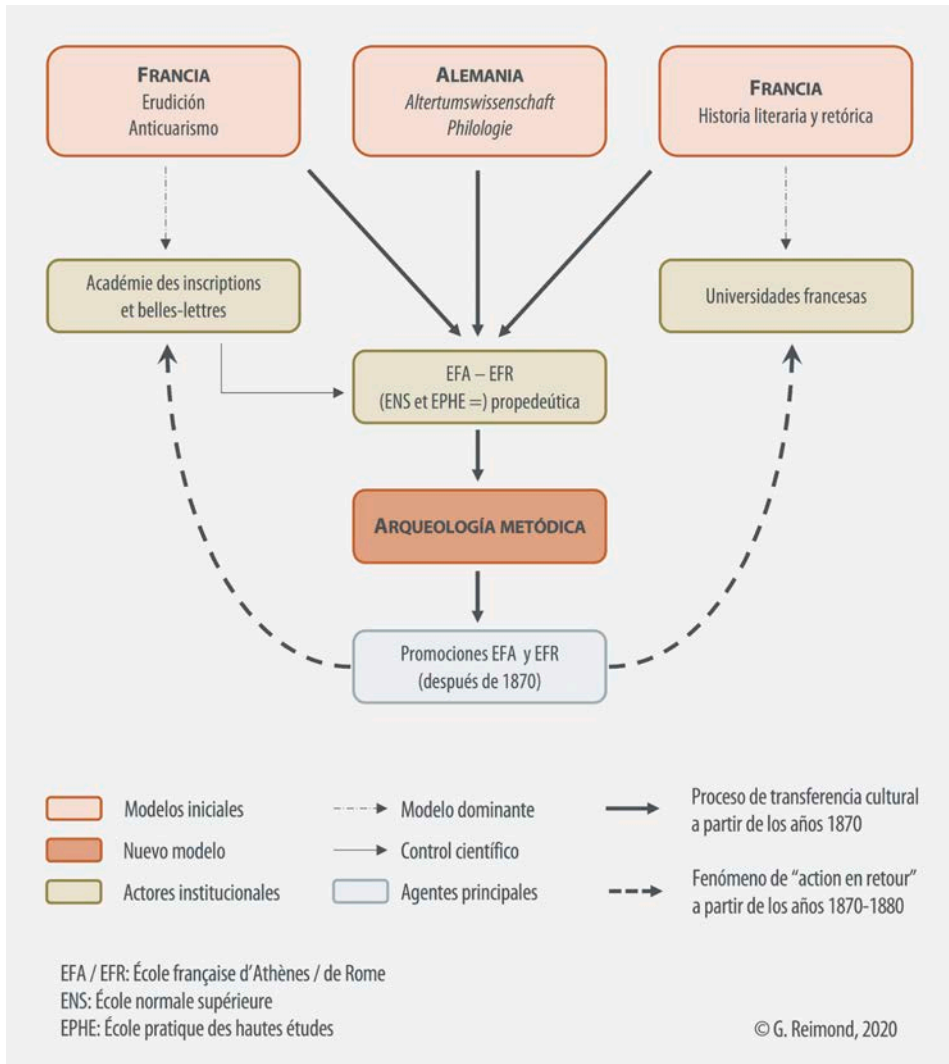 FRANCIA
Erudición
Anticuarismo
ALEMANIA
Altertumswissenschaft
Philologie
FRANCIA
Historia literaria y retórica
Académie des inscriptions
et belles-lettres
Universidades francesas
EFA – EFR
(ENS et EPHE =) propedeútica
ARQUEOLOGÍA METÓDICA
Promociones EFA y EFR
(después de 1870)
Modelos iniciales
Nuevo modelo
Actores institucionales
Modelo dominante
Control científico
Agentes principales
Proceso de transferencia cultural
a partir de los años 1870
Fenómeno de “action en retour”
a partir de los años 1870-1880
EFA / EFR: École française d’Athènes / de Rome
ENS: École normale supérieure
EPHE: École pratique des hautes études
© G. Reimond, 2020